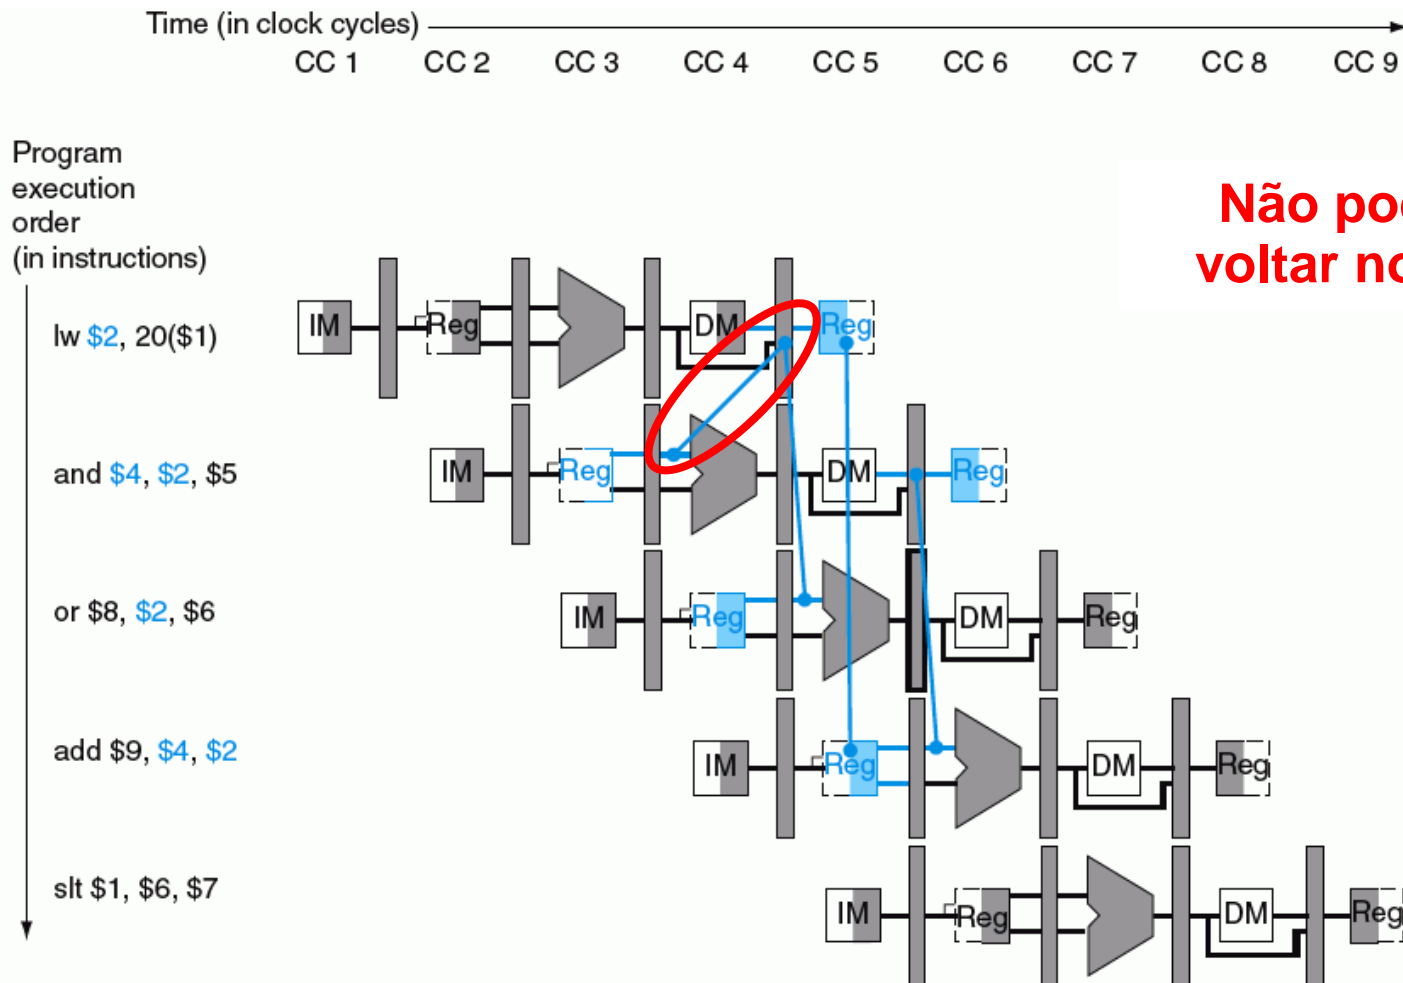 Time (in clock cycles)
CC 1 CC 2 CC 3 CC 4 CC 5 CC 6 CC 7 CC 8 CC 9
Program
execution
order
(in instructions)
Não
voltar
lw $2, 20($1)
IM Reg DM Reg
and $4, $2, $5
IM Reg DM Reg
or $8, $2, $6
IM Reg DM Reg
add $9, $4, $2
IM Reg DM Reg
slt $1, $6, $7
IM Reg DM Reg